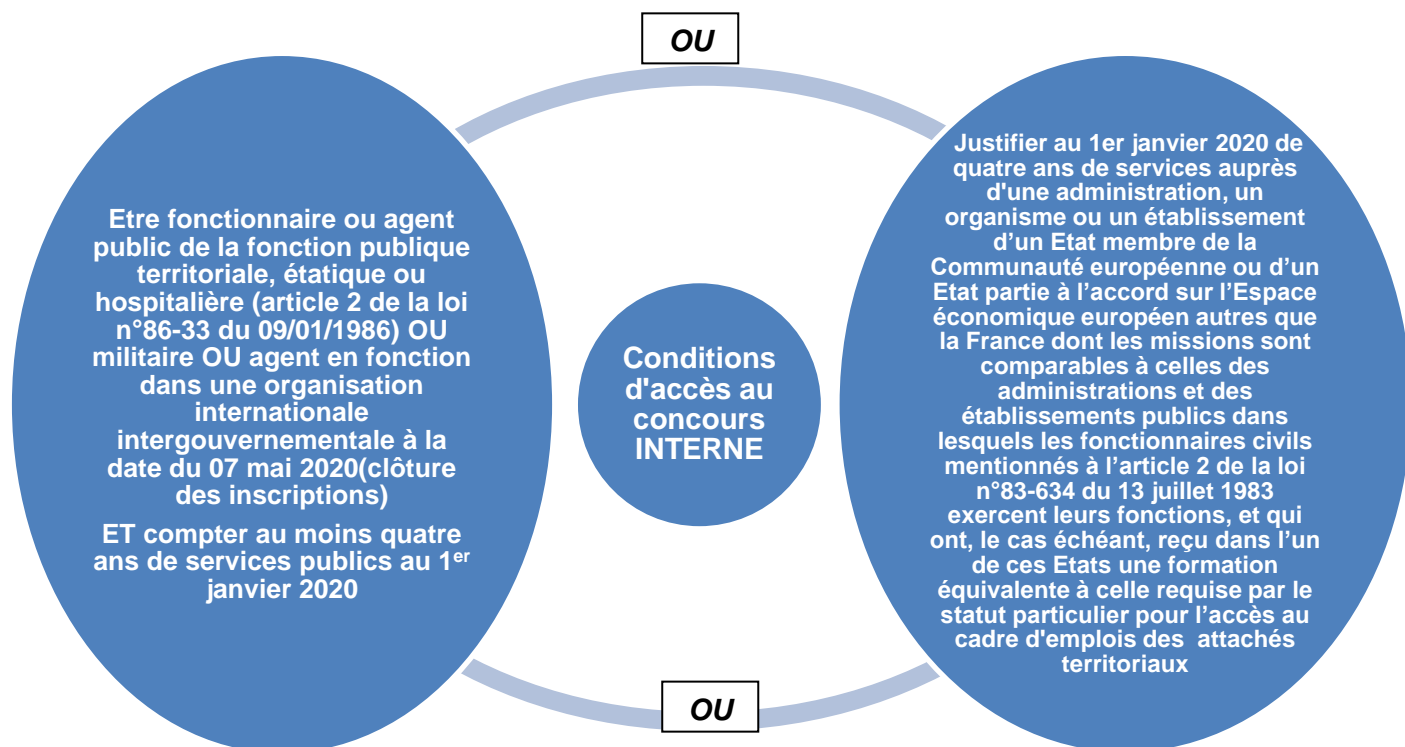 OU
Etre fonctionnaire ou agent
public de la fonction publique
territoriale, étatique ou
hospitalière (article 2 de la loi
n°86-33 du 09/01/1986) OU
militaire OU agent en fonction
dans une organisation
internationale
intergouvernementale à la
date du 07 mai 2020(clôture
des inscriptions)
ET compter au moins quatre
ans de services publics au 1er
janvier 2020
Conditions
d'accès au
concours
INTERNE
Justifier au 1er janvier 2020 de
quatre ans de services auprès
d'une administration, un
organisme ou un établissement
d’un Etat membre de la
Communauté européenne ou d’un
Etat partie à l’accord sur l’Espace
économique européen autres que
la France dont les missions sont
comparables à celles des
administrations et des
établissements publics dans
lesquels les fonctionnaires civils
mentionnés à l’article 2 de la loi
n°83-634 du 13 juillet 1983
exercent leurs fonctions, et qui
ont, le cas échéant, reçu dans l’un
de ces Etats une formation
équivalente à celle requise par le
statut particulier pour l’accès au
cadre d'emplois des attachés
territoriaux
OU